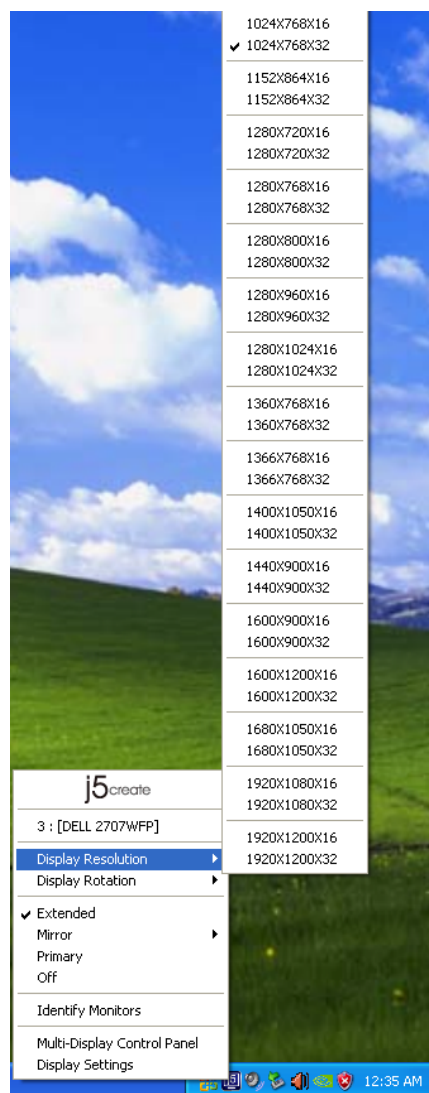 1024X768X16
1024X768X32
1152X864X16
1152X864X32
1280X720X16
1280X720X32
1280X768X16
1280X768X32
1280X800X16
1280X800X32
1280X960X16
1280X960X32
1280X1024X16
1280X1024X32
1360X768X16
1360X768X32
1366X768X16
1366X768X32
1400X1050X16
1400X1050X32
1440X900X16
1440X900X32
1600X900X16
1600X900X32
1600X1200X16
1600X1200X32
1680X1050X16
1680X1050X32
1920X1080X16
1920X1080X32
1920X1200X16
1920X1200X32
j5create
3 : [DELL 2707WFP]
Display Resolution
Display Rotation
Extended
Mirror
Primary
Off
Identify Monitors
Multi-Display Control Panel
Display Settings
12:35 AM